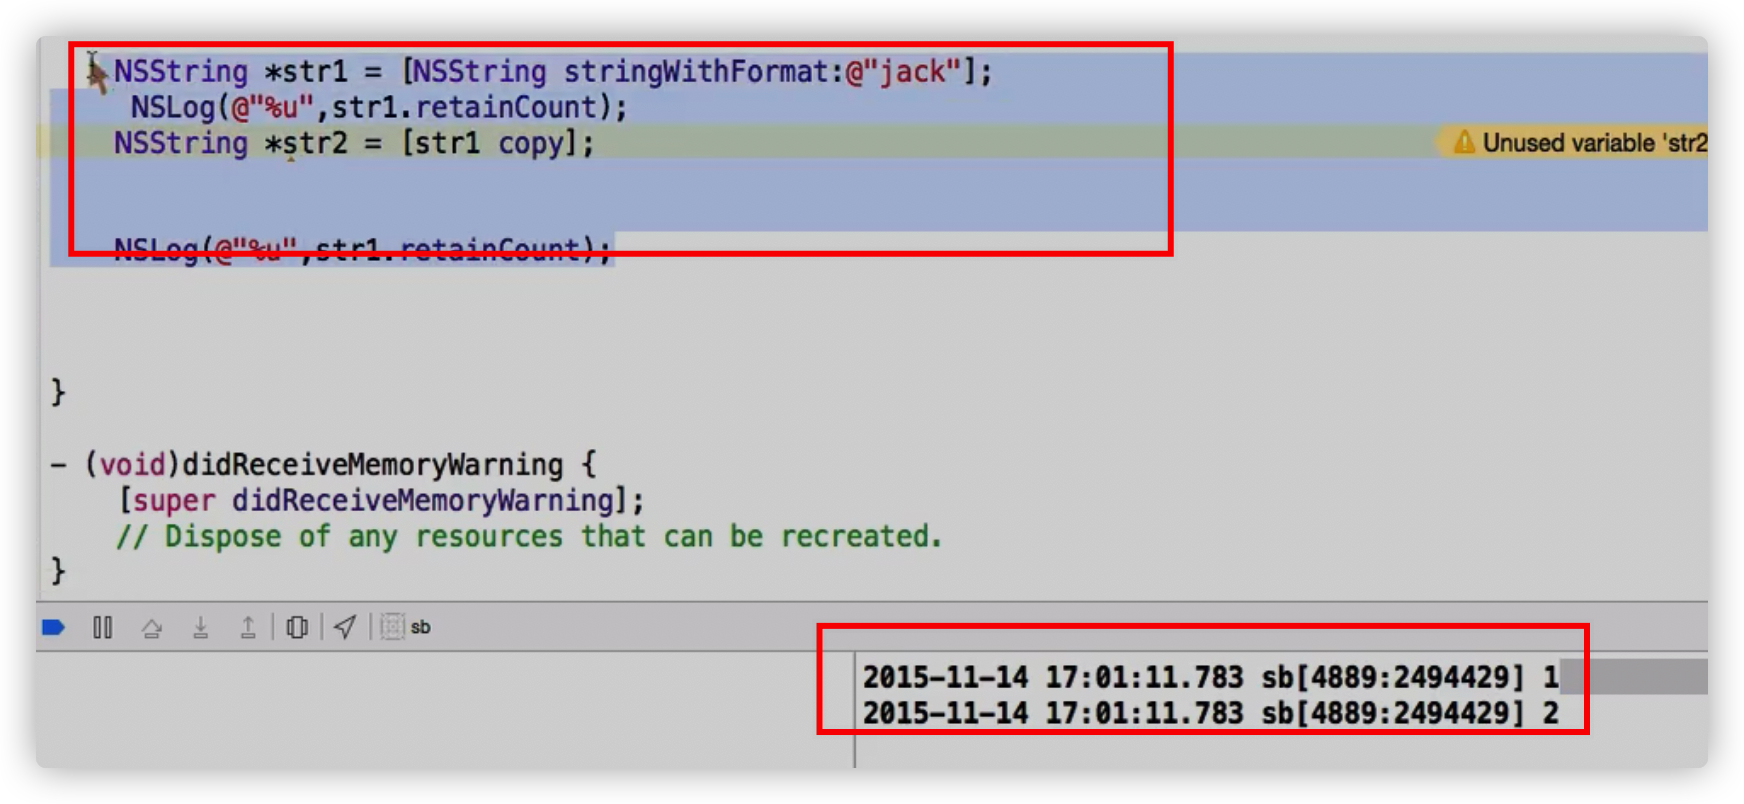 NSString *str1 = [NSString stringWithFormat:@"jack"];
NSLog(@"%u",str1.retainCount);
NSString *str2 = [str1 copy];
Unused variable 'str2
NSLog(@"%u",str1.retainCount);
}
- (void)didReceiveMemoryWarning {
[super didReceiveMemoryWarning];
// Dispose of any resources that can be recreated.
}
sb
2015-11-14 17:01:11.783 sb[4889:2494429] 1
2015-11-14 17:01:11.783 sb[4889:2494429] 2